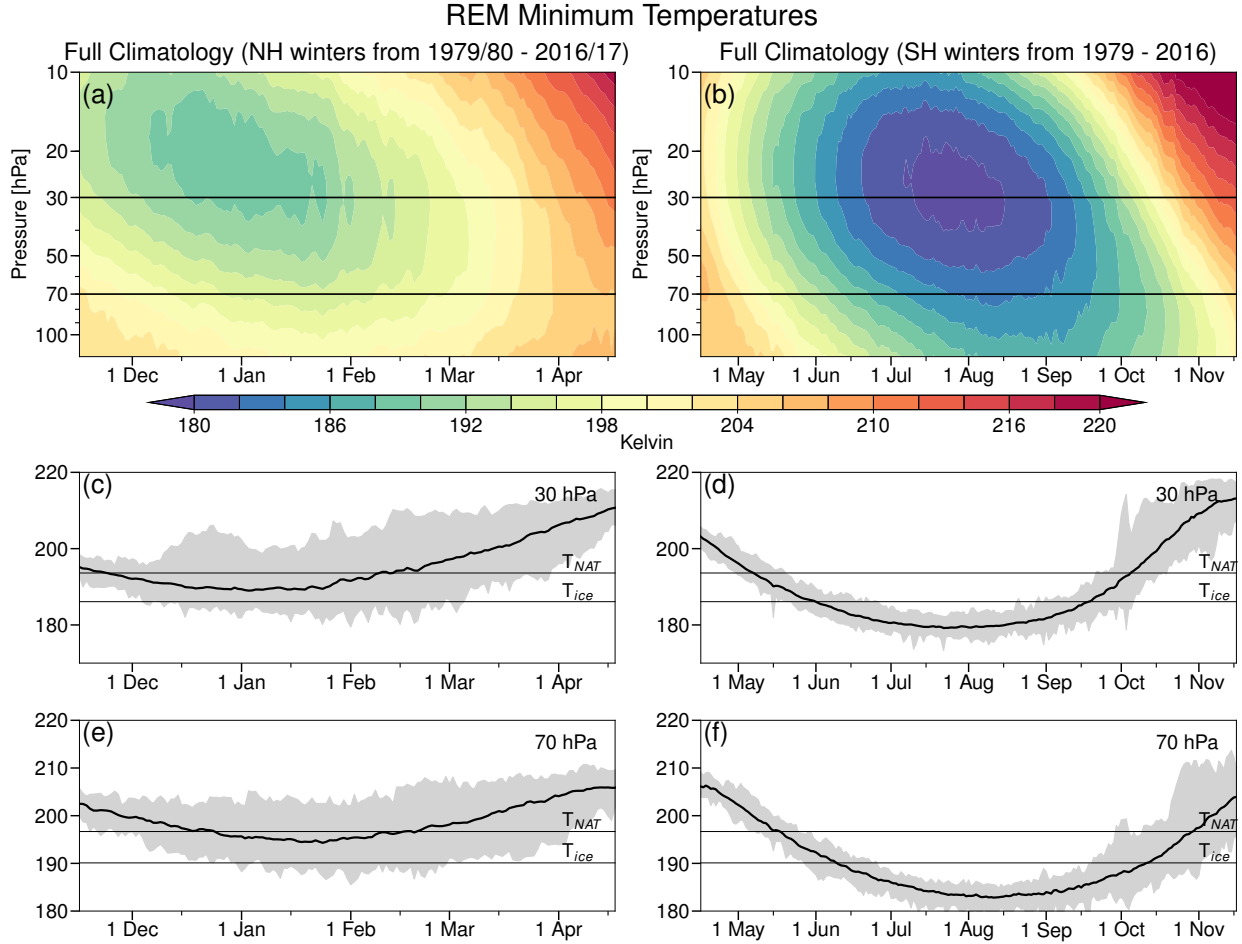 REM Minimum Temperatures
Full Climatology (NH winters from 1979/80 - 2016/17)
Full Climatology (SH winters from 1979 - 2016)
(a)
10
20
30
50
70
100
Pressure [hPa]
1 Dec 1 Jan 1 Feb 1 Mar 1 Apr
(b)
10
20
30
50
70
100
Pressure [hPa]
1 May 1 Jun 1 Jul 1 Aug 1 Sep 1 Oct 1 Nov
180 186 192 198 204 210 216 220
Kelvin
(c)
30 hPa
220
200
180
T_NAT
T_ice
1 Dec 1 Jan 1 Feb 1 Mar 1 Apr
(d)
30 hPa
220
200
180
T_NAT
T_ice
1 May 1 Jun 1 Jul 1 Aug 1 Sep 1 Oct 1 Nov
(e)
70 hPa
220
210
200
190
180
T_NAT
T_ice
1 Dec 1 Jan 1 Feb 1 Mar 1 Apr
(f)
70 hPa
220
210
200
190
180
T_NAT
T_ice
1 May 1 Jun 1 Jul 1 Aug 1 Sep 1 Oct 1 Nov